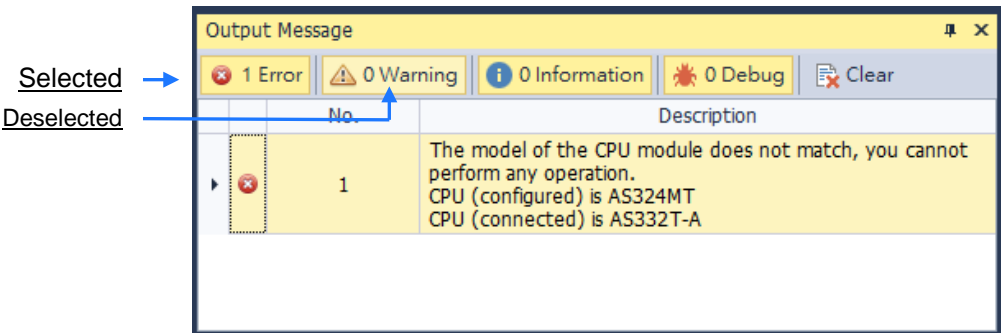 Output Message
Selected
1 Error 0 Warning 0 Information 0 Debug Clear
Deselected
No. Description
1
The model of the CPU module does not match, you cannot
perform any operation.
CPU (configured) is AS324MT
CPU (connected) is AS332T-A